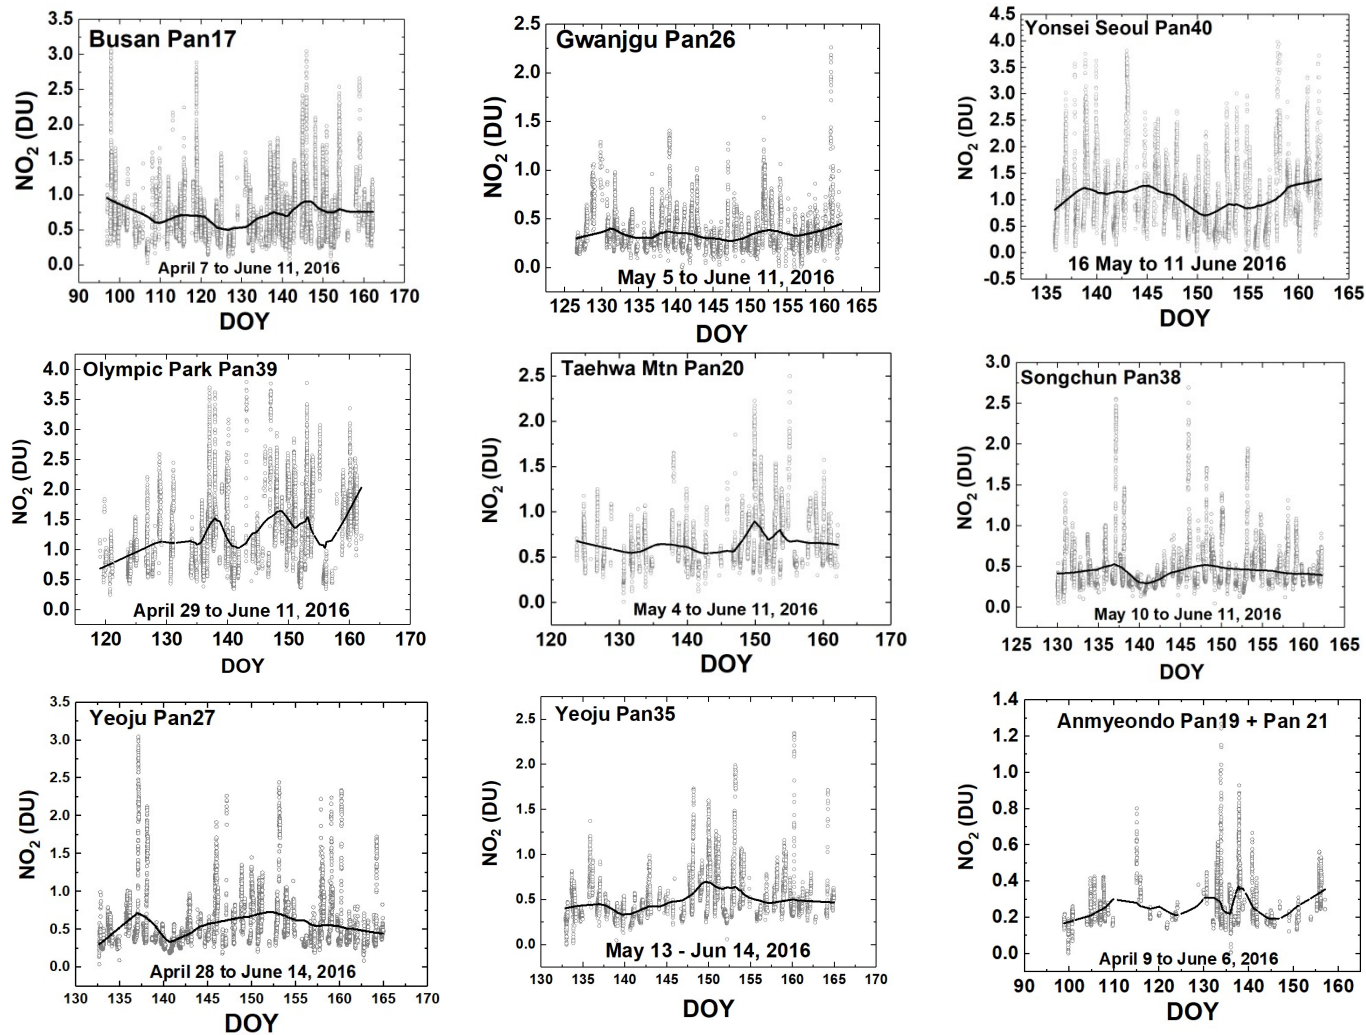 Busan Pan17
NO2 (DU)
3.5
3.0
2.5
2.0
1.5
1.0
0.5
0.0
April 7 to June 11, 2016
90 100 110 120 130 140 150 160 170
DOY
Gwanjgu Pan26
NO2 (DU)
2.5
2.0
1.5
1.0
0.5
0.0
May 5 to June 11, 2016
125 130 135 140 145 150 155 160 165
DOY
Yonsei Seoul Pan40
NO2 (DU)
4.5
4.0
3.5
3.0
2.5
2.0
1.5
1.0
0.5
0.0
-0.5
16 May to 11 June 2016
135 140 145 150 155 160 165
DOY
Olympic Park Pan39
NO2 (DU)
4.0
3.5
3.0
2.5
2.0
1.5
1.0
0.5
0.0
April 29 to June 11, 2016
120 130 140 150 160 170
DOY
Taehwa Mtn Pan20
NO2 (DU)
2.5
2.0
1.5
1.0
0.5
0.0
May 4 to June 11, 2016
120 130 140 150 160 170
DOY
Songchun Pan38
NO2 (DU)
3.0
2.5
2.0
1.5
1.0
0.5
0.0
May 10 to June 11, 2016
125 130 135 140 145 150 155 160 165
DOY
Yeoju Pan27
NO2 (DU)
3.5
3.0
2.5
2.0
1.5
1.0
0.5
0.0
April 28 to June 14, 2016
130 135 140 145 150 155 160 165 170
DOY
Yeoju Pan35
NO2 (DU)
2.5
2.0
1.5
1.0
0.5
0.0
May 13 - Jun 14, 2016
130 135 140 145 150 155 160 165 170
DOY
Anmyeondo Pan19 + Pan 21
NO2 (DU)
1.4
1.2
1.0
0.8
0.6
0.4
0.2
0.0
April 9 to June 6, 2016
90 100 110 120 130 140 150 160
DOY